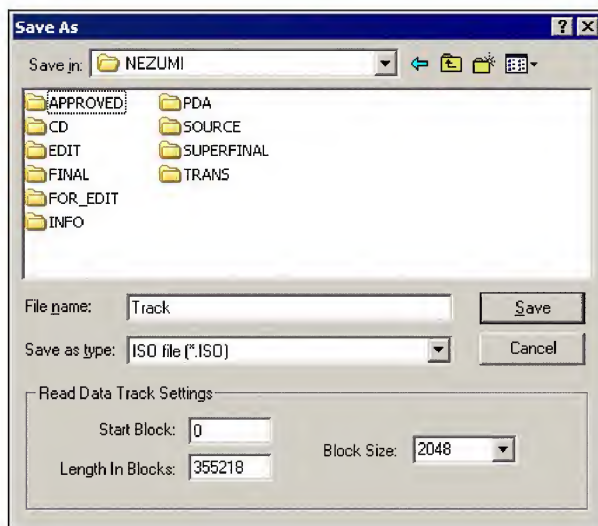 Save As
Save in: NEZUMI
APPROVED
CD
EDIT
FINAL
FOR_EDIT
INFO
PDA
SOURCE
SUPERFINAL
TRANS
File name: Track Save
Save as type: ISO file (*.ISO) Cancel
Read Data Track Settings
Start Block: 0
Length In Blocks: 355218
Block Size: 2048